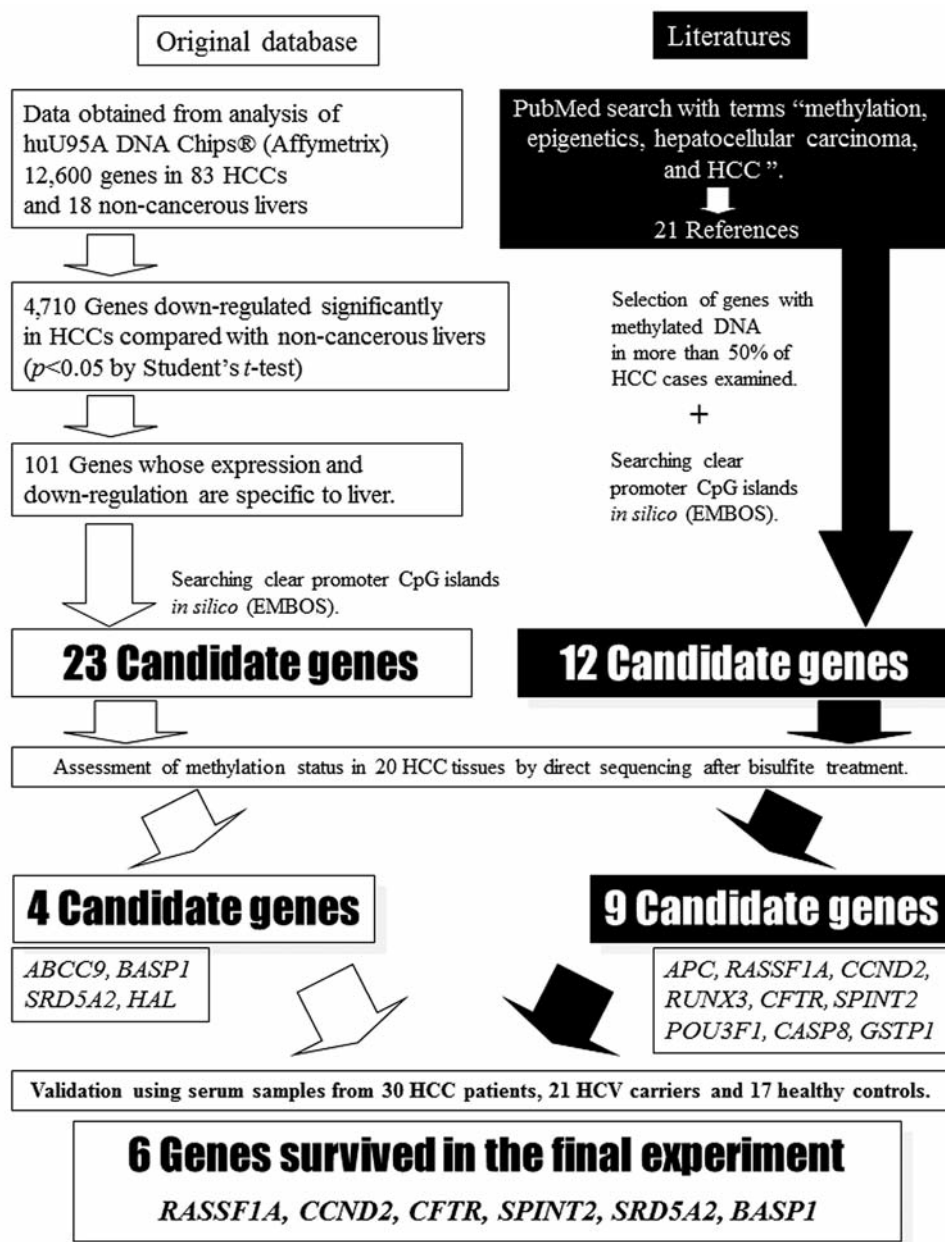 Original database
Literatures
Data obtained from analysis of
huU95A DNA Chips® (Affymetrix)
12,600 genes in 83 HCCs
and 18 non-cancerous livers
PubMed search with terms “methylation,
epigenetics, hepatocellular carcinoma,
and HCC ”.
21 References
4,710 Genes down-regulated significantly
in HCCs compared with non-cancerous livers
(p<0.05 by Student’s t-test)
Selection of genes with
methylated DNA
in more than 50% of
HCC cases examined.
+
Searching clear
promoter CpG islands
in silico (EMBOS).
101 Genes whose expression and
down-regulation are specific to liver.
Searching clear promoter CpG islands
in silico (EMBOS).
23 Candidate genes
12 Candidate genes
Assessment of methylation status in 20 HCC tissues by direct sequencing after bisulfite treatment.
4 Candidate genes
9 Candidate genes
ABCC9, BASP1
SRD5A2, HAL
APC, RASSF1A, CCND2,
RUNX3, CFTR, SPINT2
POU3F1, CASP8, GSTP1
Validation using serum samples from 30 HCC patients, 21 HCV carriers and 17 healthy controls.
6 Genes survived in the final experiment
RASSF1A, CCND2, CFTR, SPINT2, SRD5A2, BASP1